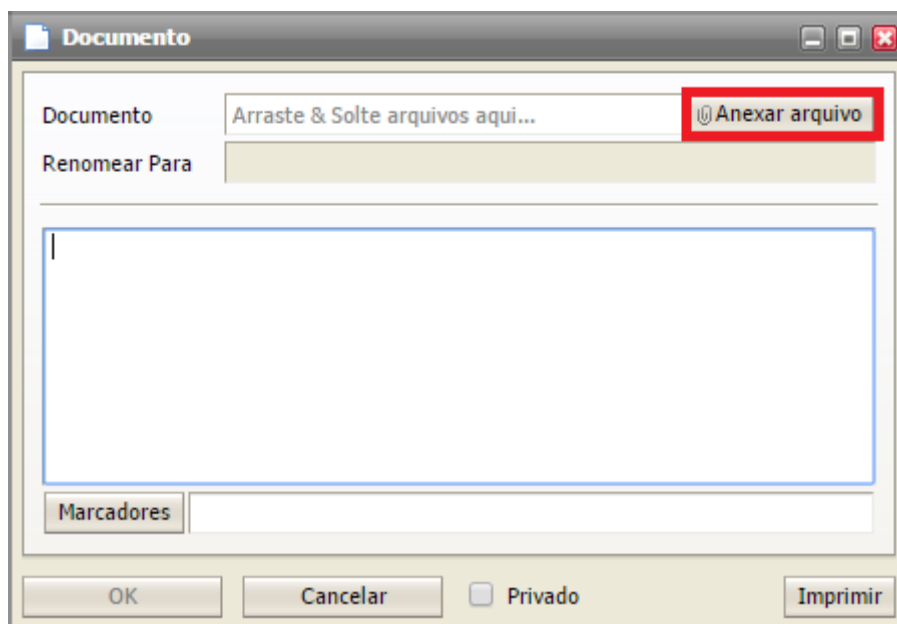 Documento
Documento Arraste & Solte arquivos aqui... Anexar arquivo
Renomear Para
Marcadores
OK Cancelar Privado Imprimir